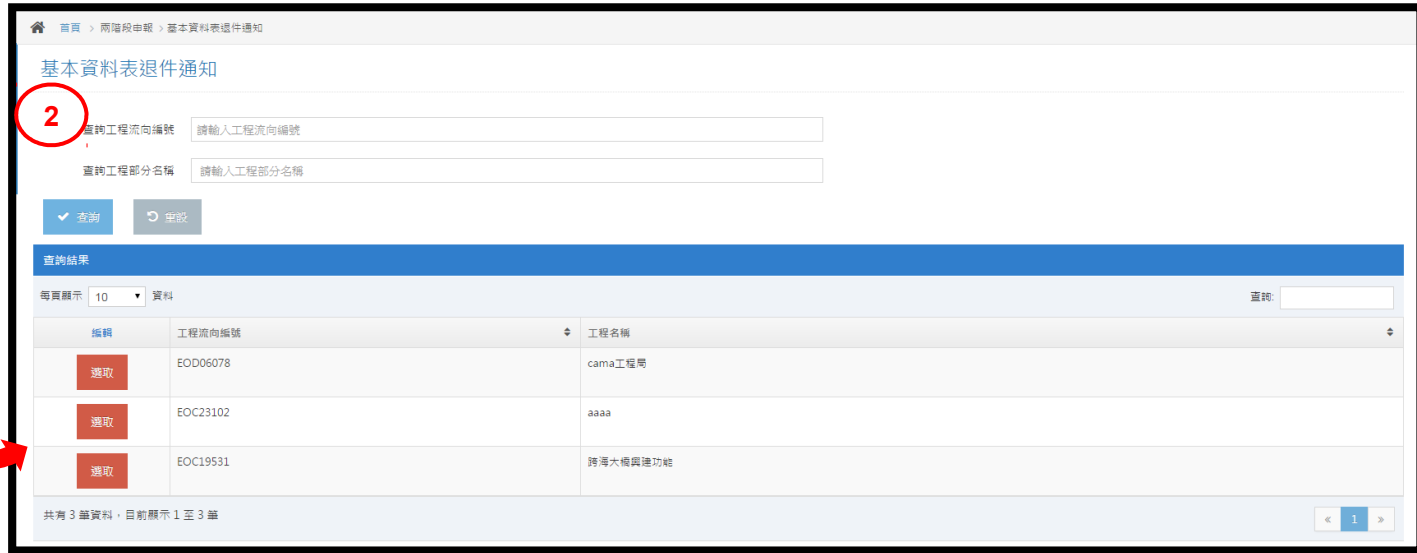 首頁 > 兩階段申報 > 基本資料表退件通知
基本資料表退件通知
2
查詢工程流向編號 請輸入工程流向編號
查詢工程部分名稱 請輸入工程部分名稱
查詢 重設
查詢結果
每頁顯示 10 資料 查詢:
編輯 工程流向編號 工程名稱
選取 EOD06078 cama工程局
選取 EOC23102 aaaa
選取 EOC19531 跨海大橋興建功能
共有 3 筆資料，目前顯示 1 至 3 筆 « 1 »